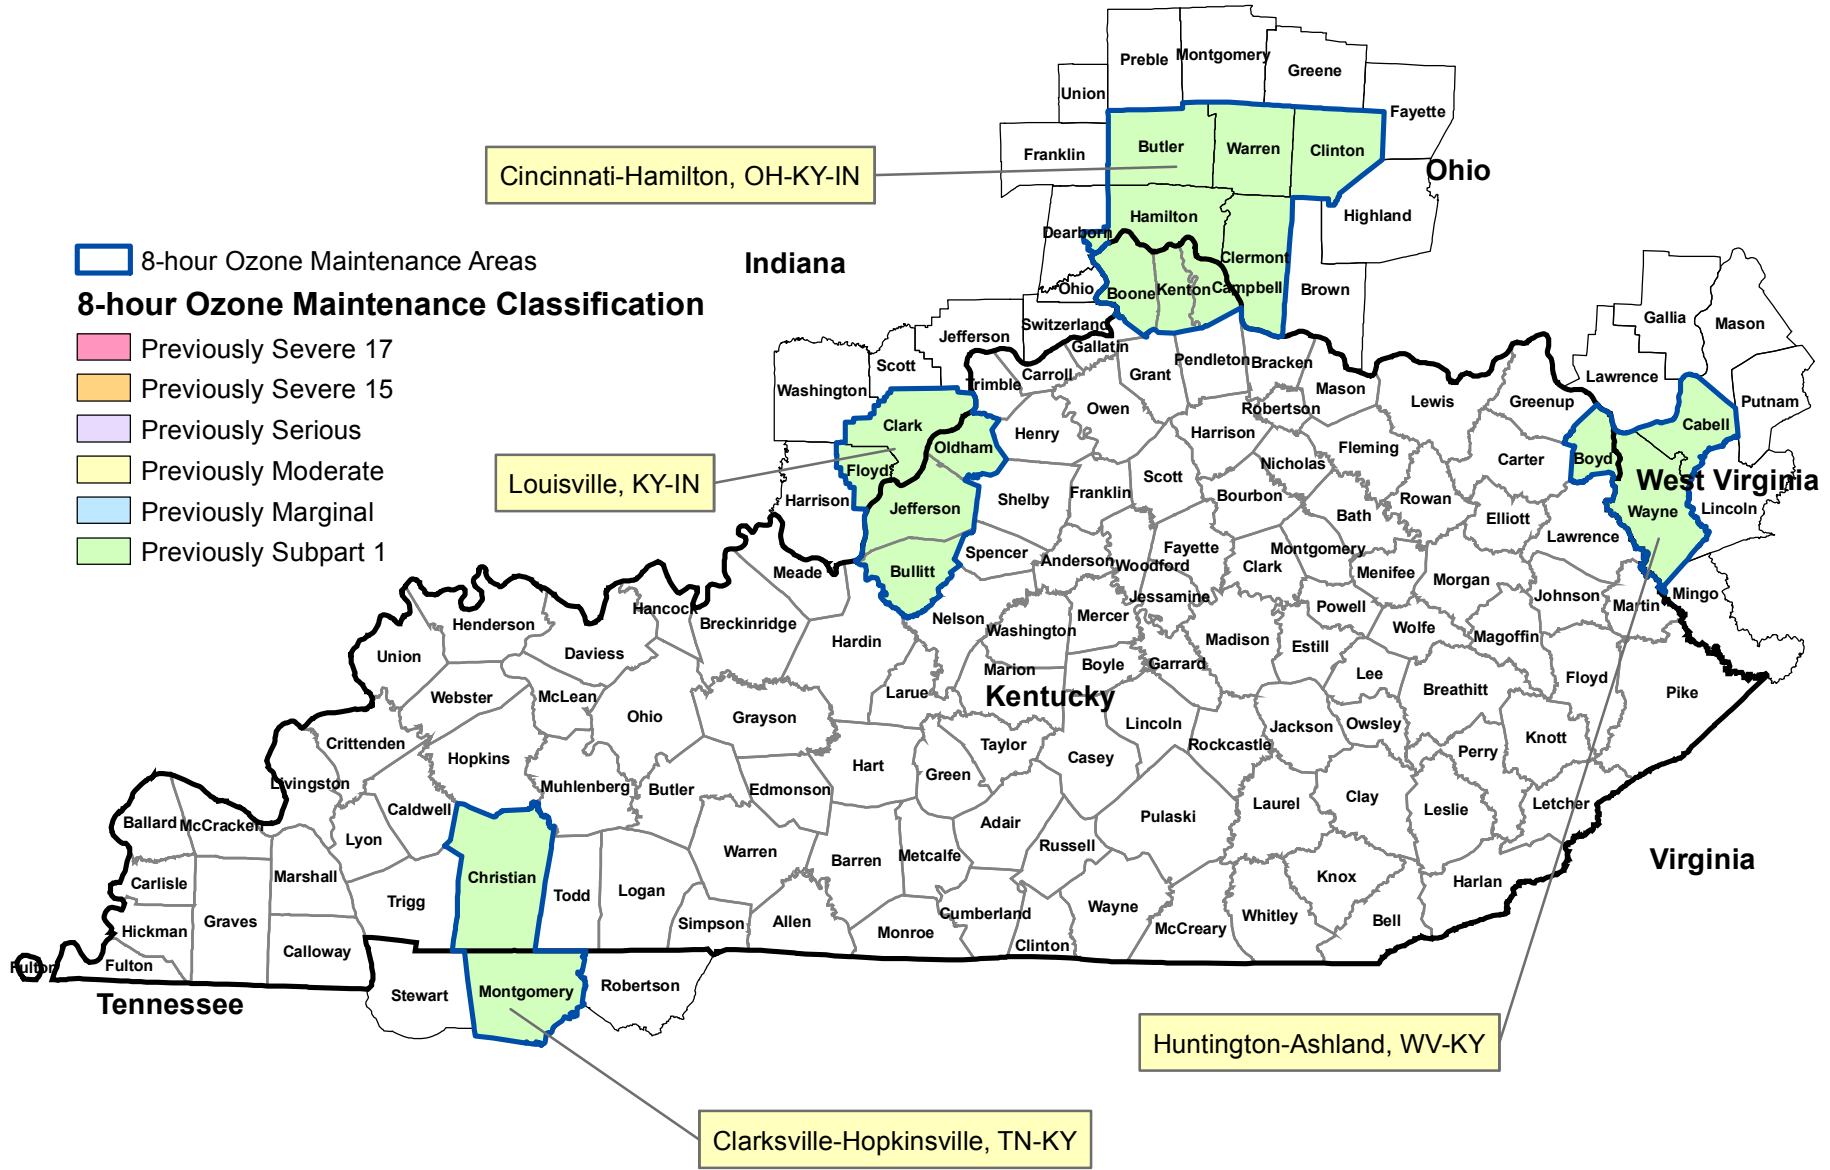 Preble
Montgomery
Greene
Union
Fayette
Butler
Warren
Clinton
Franklin
Cincinnati-Hamilton, OH-KY-IN
Ohio
Hamilton
Highland
Dearborn
Indiana
Clermont
8-hour Ozone Maintenance Areas
8-hour Ozone Maintenance Classification
Previously Severe 17
Previously Severe 15
Previously Serious
Previously Moderate
Previously Marginal
Previously Subpart 1
Ohio
Boone
Kenton
Campbell
Brown
Switzerland
Jefferson
Gallia
Mason
Gallatin
Scott
Washington
Trimble
Carroll
Grant
Pendleton
Bracken
Mason
Lawrence
Putnam
Owen
Robertson
Lewis
Greenup
Clark
Oldham
Henry
Harrison
Fleming
Cabell
Louisville, KY-IN
Floyd
Nicholas
Carter
Boyd
West Virginia
Harrison
Jefferson
Shelby
Franklin
Scott
Bourbon
Rowan
Bath
Elliott
Wayne
Lincoln
Lawrence
Meade
Bullitt
Spencer
Anderson
Woodford
Fayette
Clark
Montgomery
Menifee
Morgan
Johnson
Martin
Mingo
Jessamine
Hancock
Henderson
Breckinridge
Nelson
Washington
Mercer
Powell
Wolfe
Magoffin
Union
Daviess
Hardin
Marion
Boyle
Garrard
Madison
Estill
Lee
Breathitt
Floyd
Pike
Webster
McLean
Larue
Kentucky
Ohio
Grayson
Lincoln
Jackson
Owsley
Knott
Crittenden
Hopkins
Taylor
Casey
Rockcastle
Perry
Livingston
Muhlenberg
Butler
Edmonson
Hart
Green
Laurel
Clay
Leslie
Letcher
Ballard
McCracken
Caldwell
Lyon
Adair
Pulaski
Russell
Virginia
Warren
Barren
Metcalfe
Carlisle
Marshall
Christian
Trigg
Todd
Logan
Knox
Harlan
Hickman
Graves
Simpson
Allen
Monroe
Cumberland
Wayne
McCreary
Whitley
Bell
Calloway
Clinton
Fulton
Fulton
Tennessee
Stewart
Montgomery
Robertson
Huntington-Ashland, WV-KY
Clarksville-Hopkinsville, TN-KY